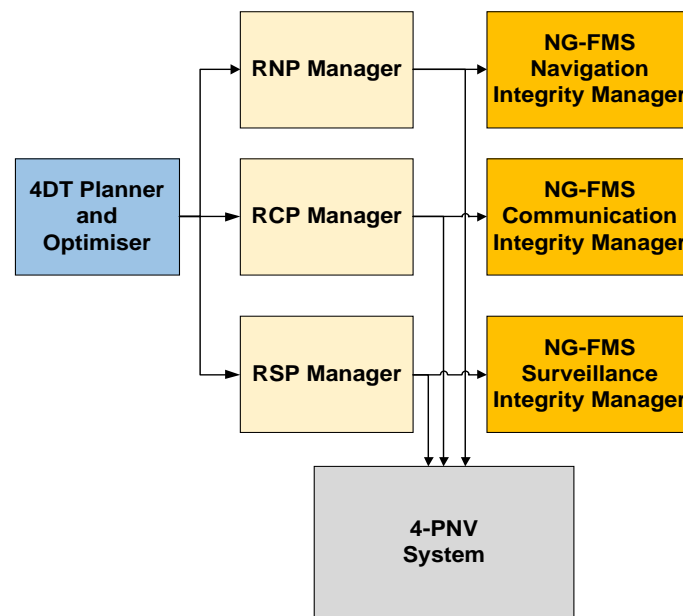 4DT Planner
and
Optimiser
RNP Manager
RCP Manager
RSP Manager
NG-FMS
Navigation
Integrity Manager
NG-FMS
Communication
Integrity Manager
NG-FMS
Surveillance
Integrity Manager
4-PNV
System